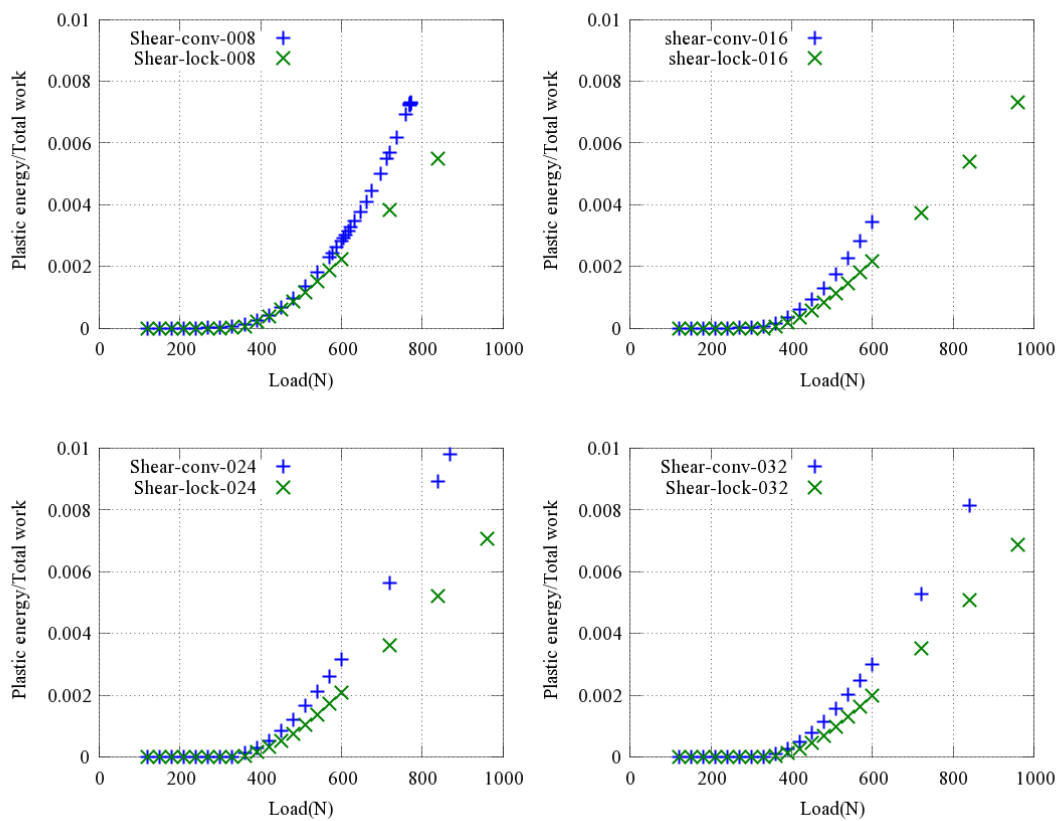 0.01
Shear-conv-008
Shear-lock-008
0.008
0.006
0.004
0.002
0
Plastic energy/Total work
0 200 400 600 800 1000
Load(N)
0.01
shear-conv-016
shear-lock-016
0.008
0.006
0.004
0.002
0
Plastic energy/Total work
0 200 400 600 800 1000
Load(N)
0.01
Shear-conv-024
Shear-lock-024
0.008
0.006
0.004
0.002
0
Plastic energy/Total work
0 200 400 600 800 1000
Load(N)
0.01
Shear-conv-032
Shear-lock-032
0.008
0.006
0.004
0.002
0
Plastic energy/Total work
0 200 400 600 800 1000
Load(N)